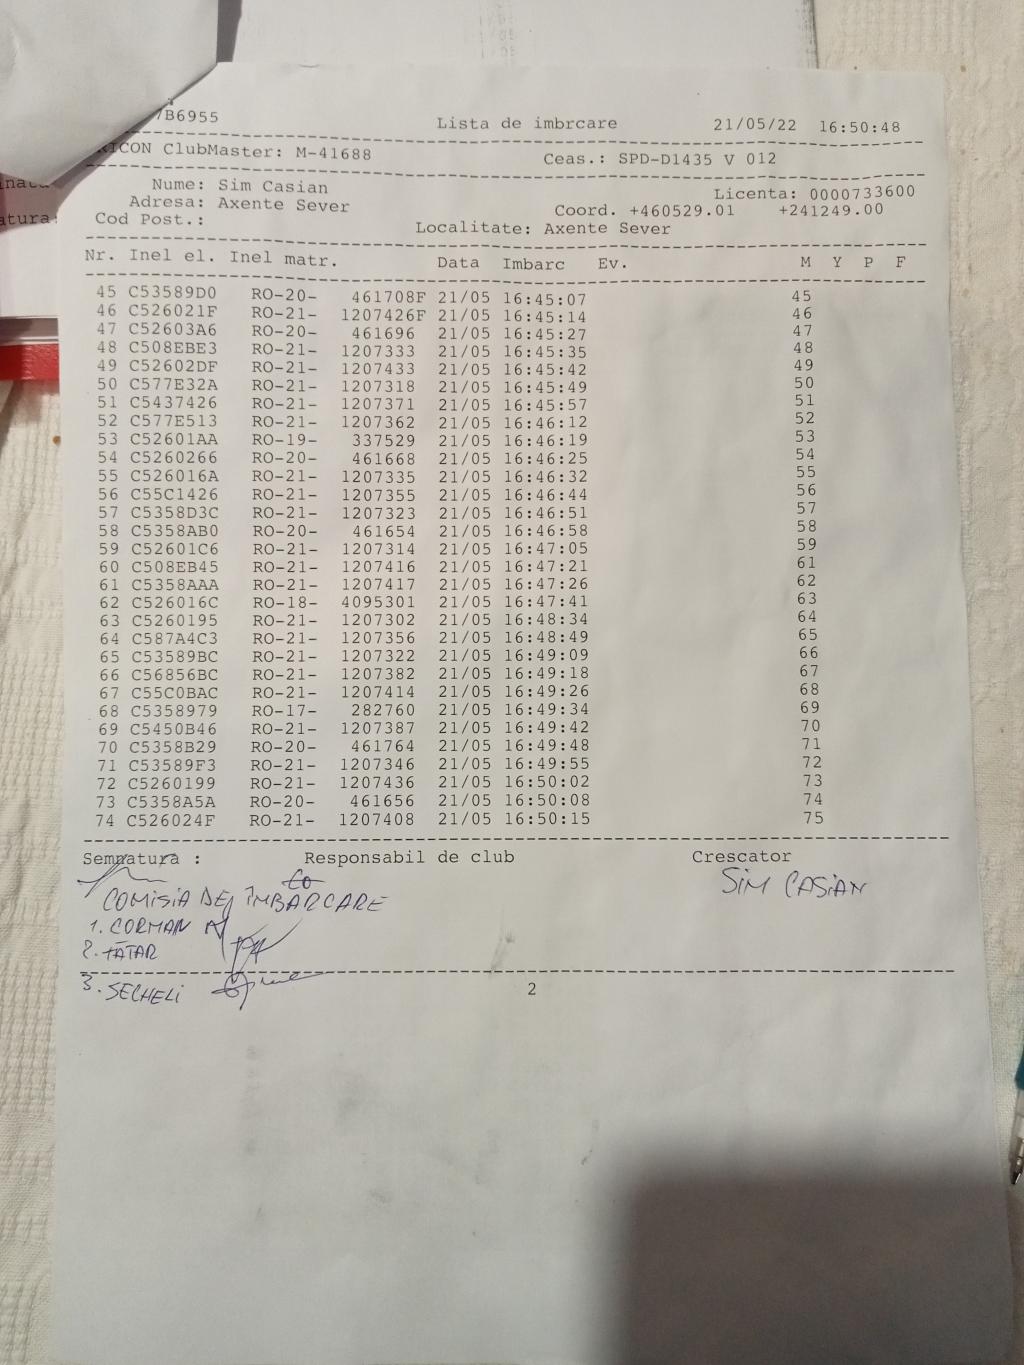 7B6955 Lista de imbrcare 21/05/22 16:50:48
RICON ClubMaster: M-41688 Ceas.: SPD-D1435 V 012
Nume: Sim Casian Licenta: 0000733600
Adresa: Axente Sever Coord. +460529.01 +241249.00
Cod Post.: Localitate: Axente Sever
Nr. Inel el. Inel matr. Data Imbarc Ev. M Y P F
45 C53589D0 RO-20- 461708F 21/05 16:45:07 45
46 C526021F RO-21- 1207426F 21/05 16:45:14 46
47 C52603A6 RO-20- 461696 21/05 16:45:27 47
48 C508EBE3 RO-21- 1207333 21/05 16:45:35 48
49 C52602DF RO-21- 1207433 21/05 16:45:42 49
50 C577E32A RO-21- 1207318 21/05 16:45:49 50
51 C5437426 RO-21- 1207371 21/05 16:45:57 51
52 C577E513 RO-21- 1207362 21/05 16:46:12 52
53 C52601AA RO-19- 337529 21/05 16:46:19 53
54 C5260266 RO-20- 461668 21/05 16:46:25 54
55 C526016A RO-21- 1207335 21/05 16:46:32 55
56 C55C1426 RO-21- 1207355 21/05 16:46:44 56
57 C5358D3C RO-21- 1207323 21/05 16:46:51 57
58 C5358AB0 RO-20- 461654 21/05 16:46:58 58
59 C52601C6 RO-21- 1207314 21/05 16:47:05 59
60 C508EB45 RO-21- 1207416 21/05 16:47:21 61
61 C5358AAA RO-21- 1207417 21/05 16:47:26 62
62 C526016C RO-18- 4095301 21/05 16:47:41 63
63 C5260195 RO-21- 1207302 21/05 16:48:34 64
64 C587A4C3 RO-21- 1207356 21/05 16:48:49 65
65 C53589BC RO-21- 1207322 21/05 16:49:09 66
66 C56856BC RO-21- 1207382 21/05 16:49:18 67
67 C55C0BAC RO-21- 1207414 21/05 16:49:26 68
68 C5358979 RO-17- 282760 21/05 16:49:34 69
69 C5450B46 RO-21- 1207387 21/05 16:49:42 70
70 C5358B29 RO-20- 461764 21/05 16:49:48 71
71 C53589F3 RO-21- 1207346 21/05 16:49:55 72
72 C5260199 RO-21- 1207436 21/05 16:50:02 73
73 C5358A5A RO-20- 461656 21/05 16:50:08 74
74 C526024F RO-21- 1207408 21/05 16:50:15 75
Semnatura : Responsabil de club Crescator
SIM CASIAN
COMISIA DE ÎMBARCARE
1. CORMAN
2. TĂTAR
3. SECHELI
2